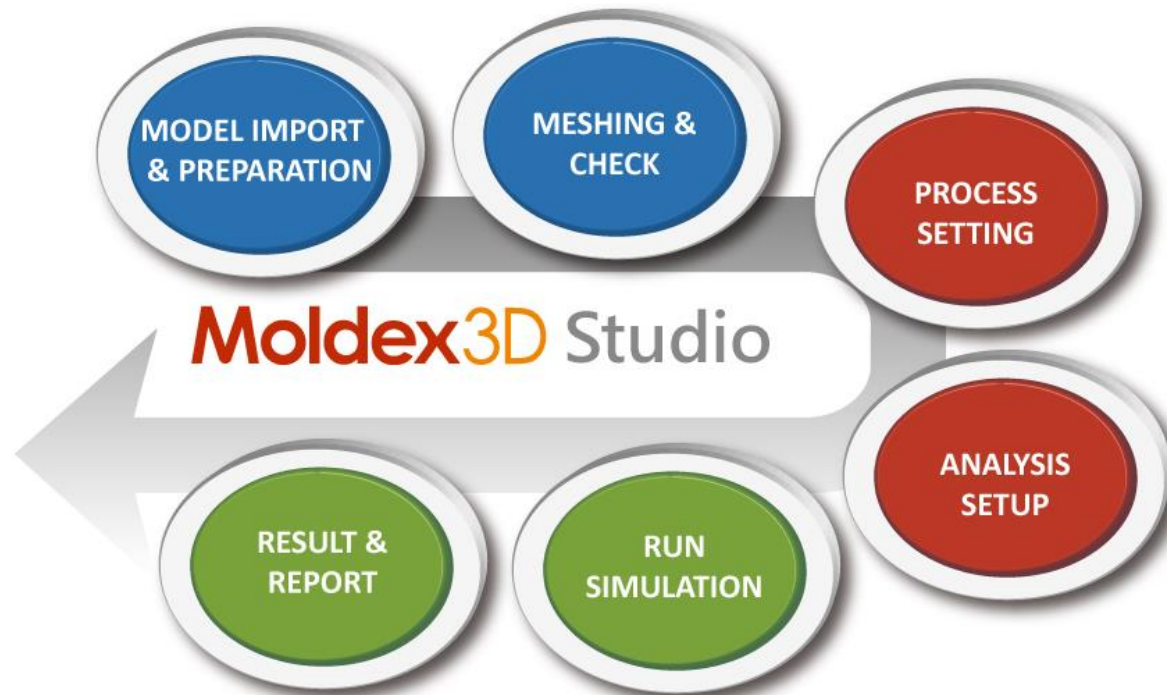 MODEL IMPORT
& PREPARATION
MESHING &
CHECK
PROCESS
SETTING
Moldex3D Studio
ANALYSIS
SETUP
RUN
SIMULATION
RESULT &
REPORT